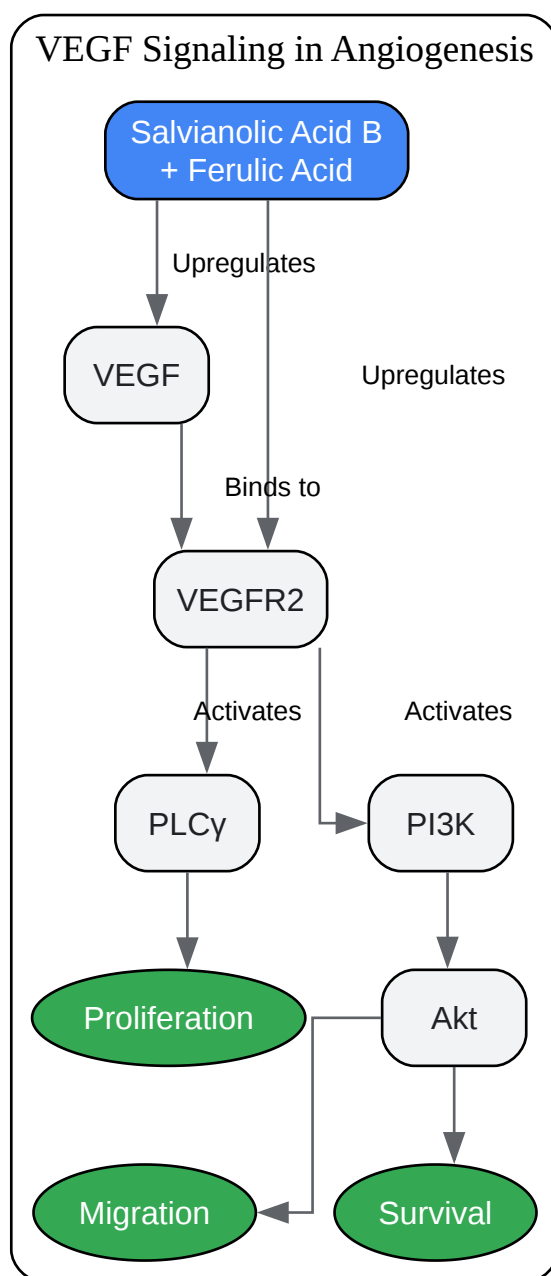 VEGF Signaling in Angiogenesis
Salvianolic Acid B
+ Ferulic Acid
Upregulates
VEGF
Upregulates
Binds to
VEGFR2
Activates
Activates
PLCγ
PI3K
Proliferation
Akt
Migration
Survival